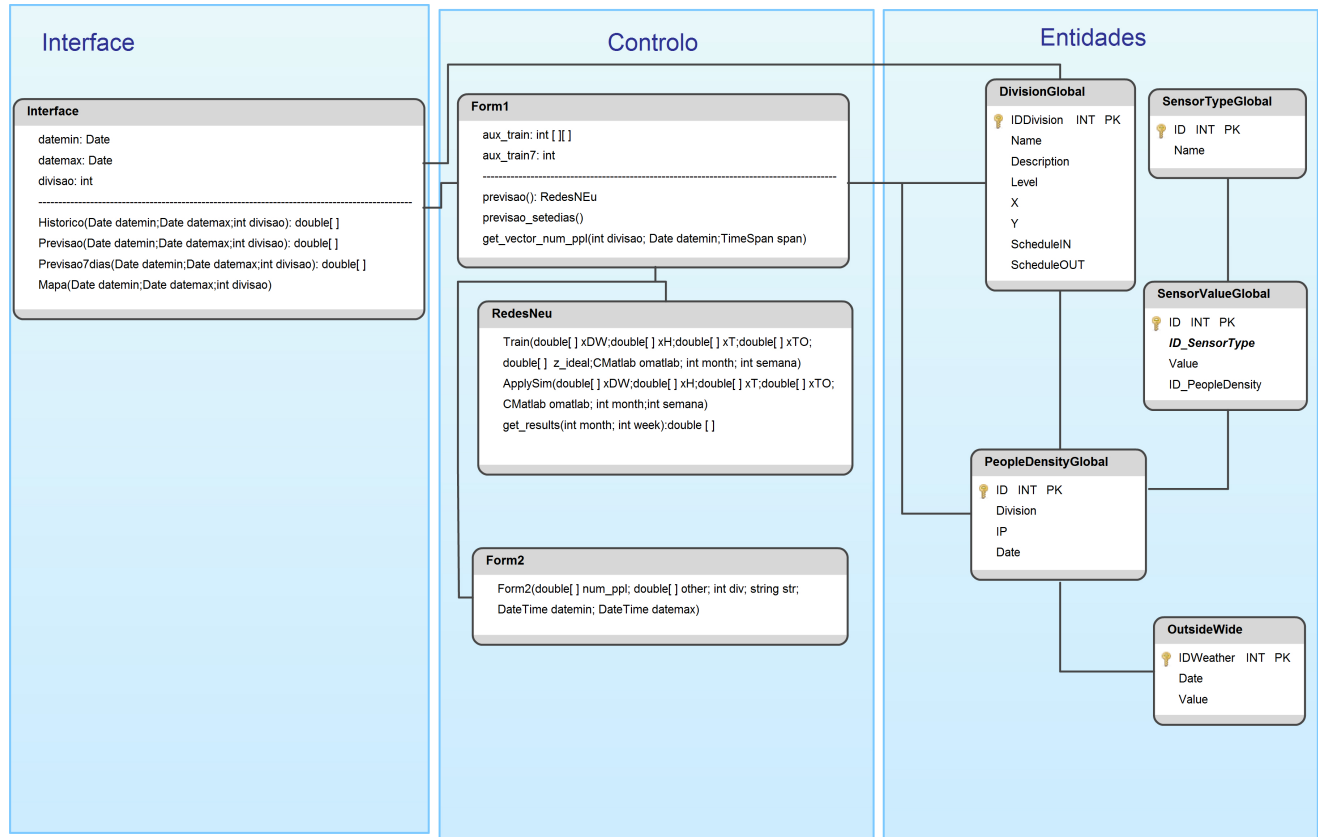 Interface
Interface
datemin: Date
datemax: Date
divisao: int
Historico(Date datemin;Date datemax;int divisão): double[ ]
Previsao(Date datemin;Date datemax;int divisão): double[ ]
Previsao7dias(Date datemin;Date datemax;int divisão): double[ ]
Mapa(Date datemin;Date datemax;int divisão)
Controlo
Form1
aux_train: int [ ][ ]
aux_train7: int
previsao(): RedesNEu
previsao_setedias()
get_vector_num_ppl(int divisao; Date datemin;TimeSpan span)
RedesNeu
Train(double[ ] xDW;double[ ] xH;double[ ] xT;double[ ] xTO;
double[ ] z_ideal;CMatlab omatlab; int month; int semana)
ApplySim(double[ ] xDW;double[ ] xH;double[ ] xT;double[ ] xTO;
CMatlab omatlab; int month;int semana)
get_results(int month; int week):double [ ]
Form2
Form2(double[ ] num_ppl; double[ ] other; int div; string str;
DateTime datemin; DateTime datemax)
Entidades
DivisionGlobal
IDDivision INT PK
Name
Description
Level
X
Y
ScheduleIN
ScheduleOUT
SensorTypeGlobal
ID INT PK
Name
SensorValueGlobal
ID INT PK
ID_SensorType
Value
ID_PeopleDensity
PeopleDensityGlobal
ID INT PK
Division
IP
Date
OutsideWide
IDWeather INT PK
Date
Value